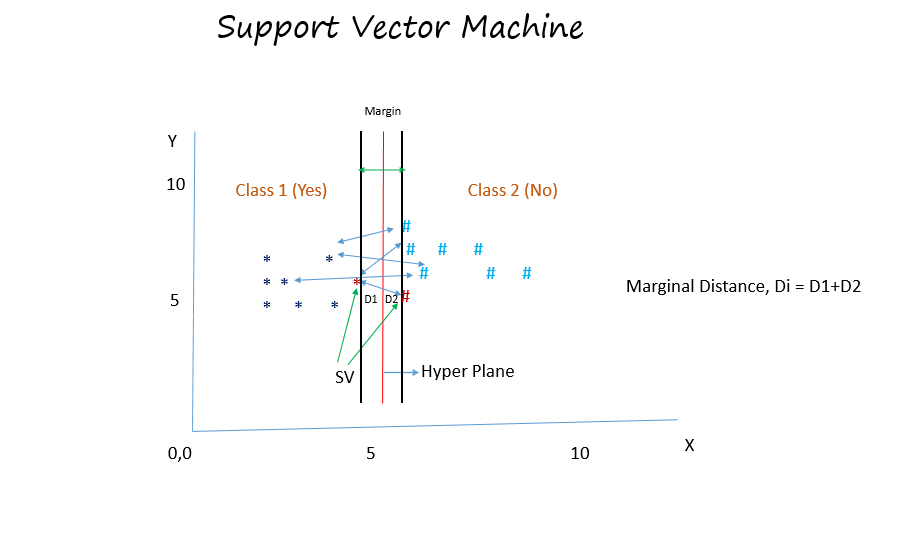 Support Vector Machine
Margin
Y
10
Class 1 (Yes)
Class 2 (No)
#
# # #
* *
# # #
* * *
Marginal Distance, Di = D1+D2
5
D1 D2 #
* * *
SV
Hyper Plane
0,0
5
10
X